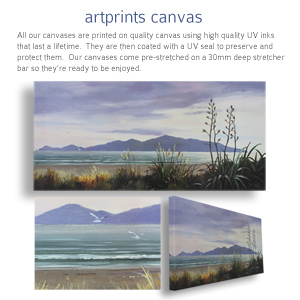 artprints canvas
All our canvases are printed on quality canvas using high quality UV inks
that last a lifetime.  They are then coated with a UV seal to preserve and
protect them.  Our canvases come pre-stretched on a 30mm deep stretcher
bar so they're ready to be enjoyed.